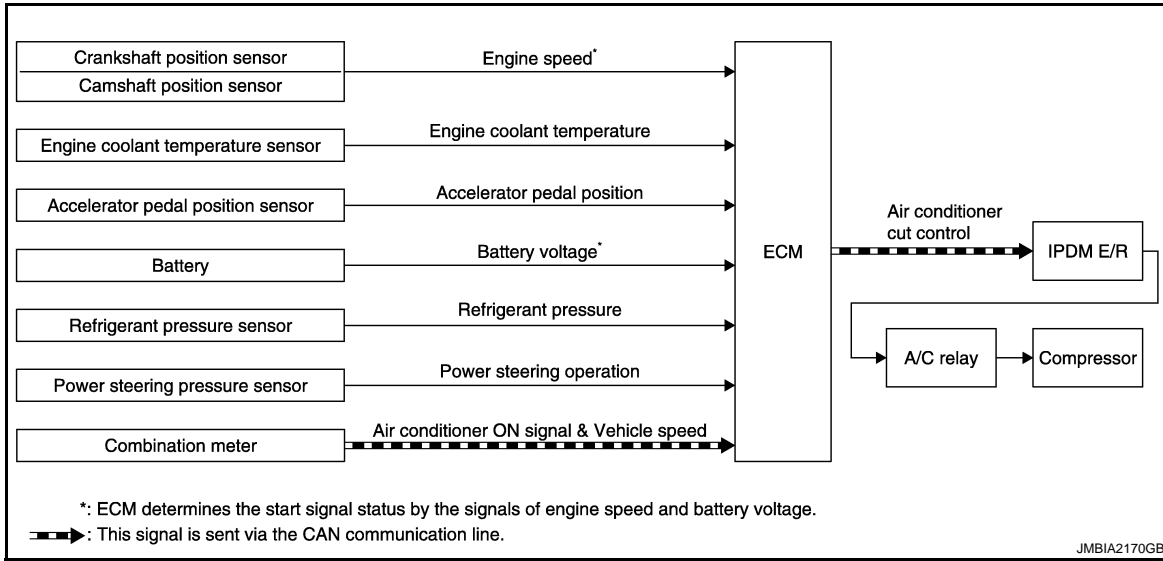 Crankshaft position sensor
Camshaft position sensor
Engine speed*
Engine coolant temperature sensor
Engine coolant temperature
Accelerator pedal position sensor
Accelerator pedal position
Battery
Battery voltage*
Refrigerant pressure sensor
Refrigerant pressure
Power steering pressure sensor
Power steering operation
Combination meter
Air conditioner ON signal & Vehicle speed
ECM
Air conditioner
cut control
IPDM E/R
A/C relay
Compressor
*: ECM determines the start signal status by the signals of engine speed and battery voltage.
: This signal is sent via the CAN communication line.
JMBIA2170GB